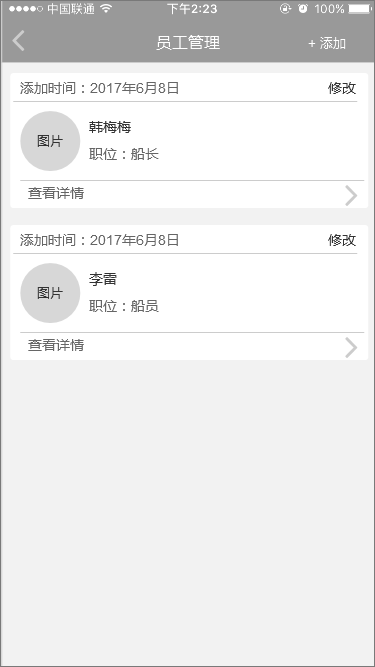 中国联通 下午2:23 100%
员工管理 + 添加
添加时间：2017年6月8日 修改
图片 韩梅梅
职位：船长
查看详情
添加时间：2017年6月8日 修改
图片 李雷
职位：船员
查看详情